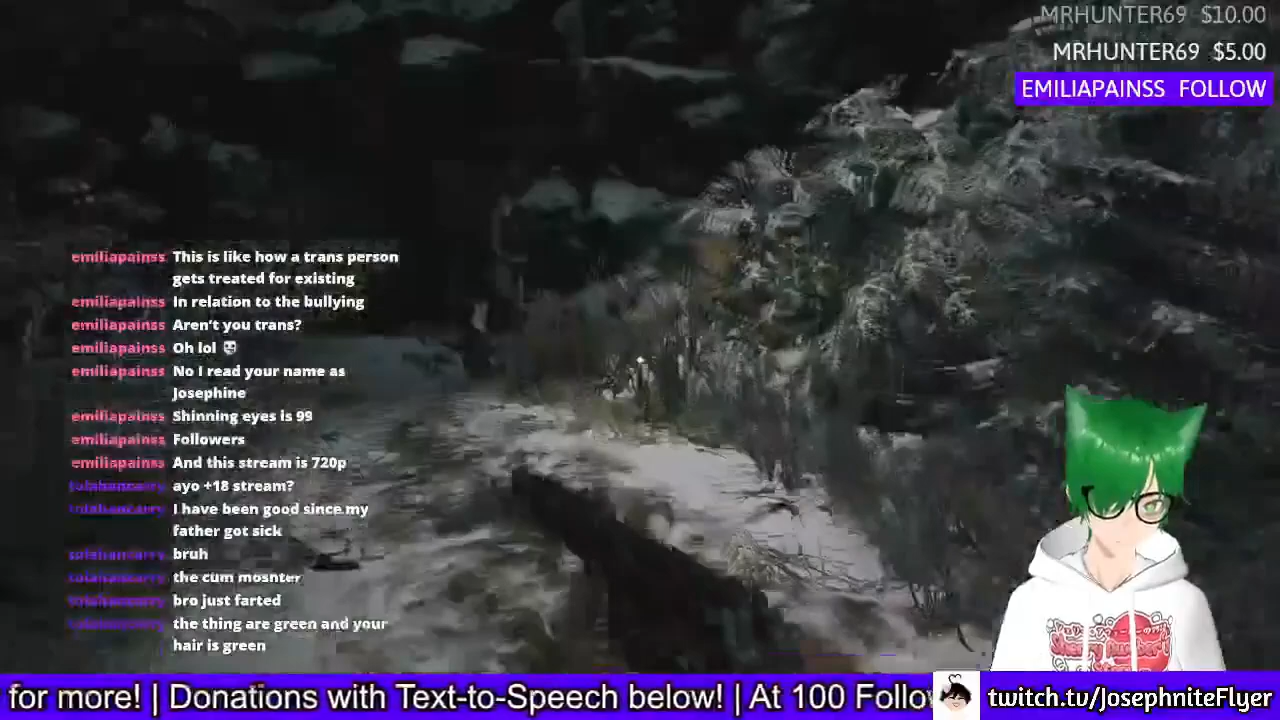 MRHUNTER69 $10.00
MRHUNTER69 $5.00
EMILIAPAINSS FOLLOW
emiliapainss This is like how a trans person
gets treated for existing
emiliapainss In relation to the bullying
emiliapainss Aren't you trans?
emiliapainss Oh lol
emiliapainss No I read your name as
Josephine
emiliapainss Shinning eyes is 99
emiliapainss Followers
emiliapainss And this stream is 720p
ayo +18 stream?
I have been good since my
father got sick
bruh
the cum mosnter
bro just farted
the thing are green and your
hair is green
for more! | Donations with Text-to-Speech below! | At 100 Follo
twitch.tv/JosephniteFlyer